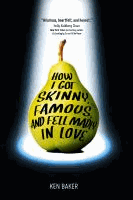 "Hilarious, heartfelt, and honest."
HOW I GOT
SKINNY,
FAMOUS,
AND FELL MADLY
IN LOVE
KEN BAKER